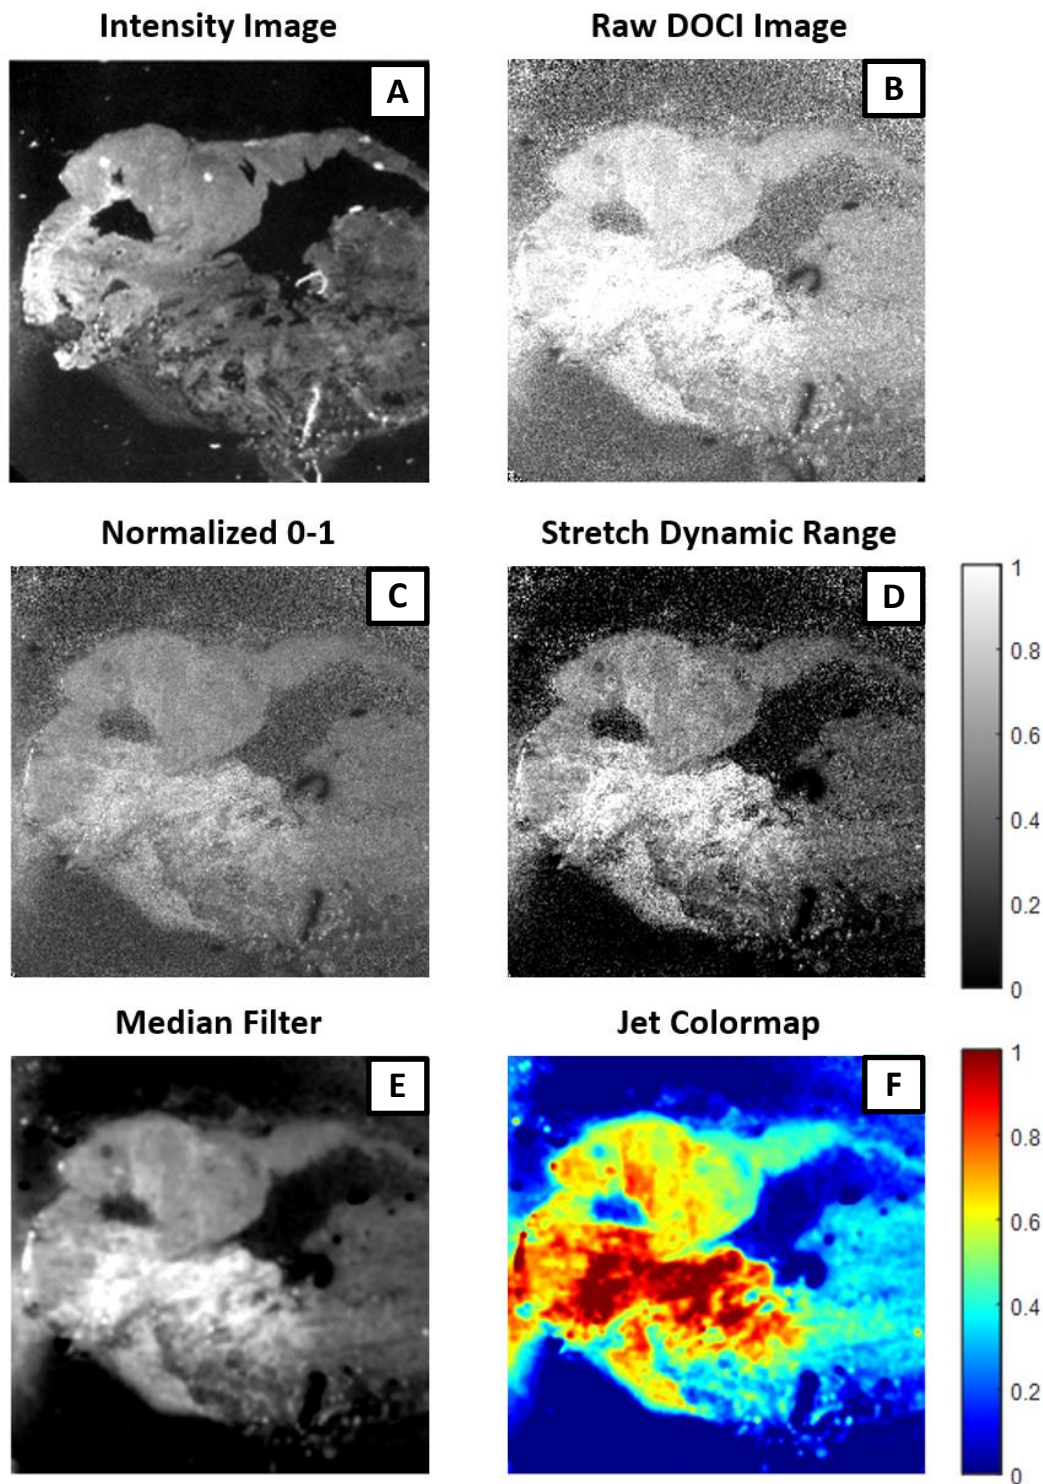 Intensity Image
Raw DOCI Image
A
B
Normalized 0-1
Stretch Dynamic Range
C
D
1
0.8
0.6
0.4
0.2
0
Median Filter
Jet Colormap
E
F
1
0.8
0.6
0.4
0.2
0